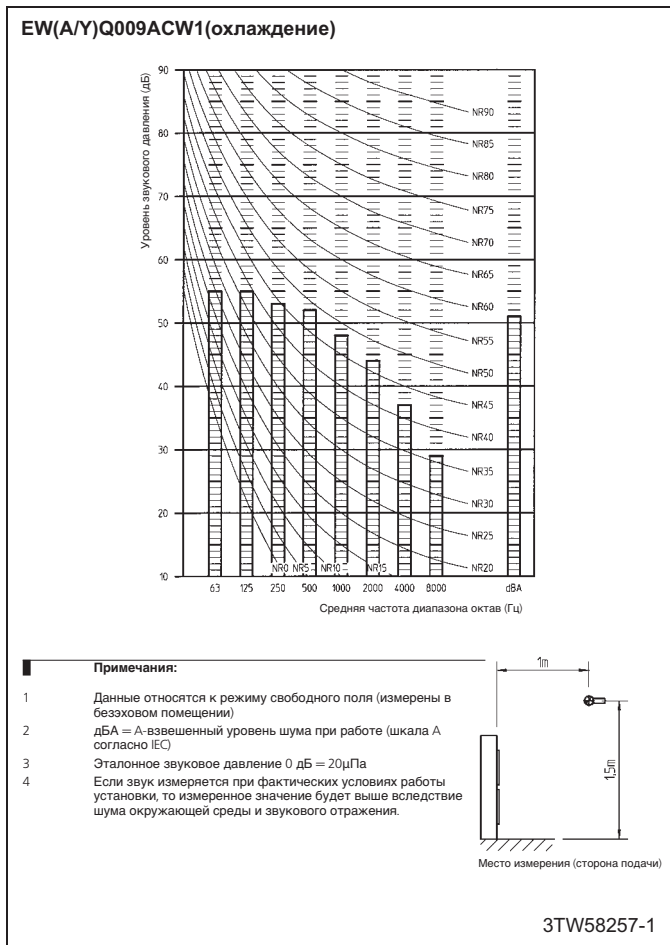 EW(A/Y)Q009ACW1(охлаждение)
Уровень звукового давления (дБ)
90
80
70
60
50
40
30
20
10
NR90
NR85
NR80
NR75
NR70
NR65
NR60
NR55
NR50
NR45
NR40
NR35
NR30
NR25
NR20
NR0 NR5 NR10 NR15
63 125 250 500 1000 2000 4000 8000 dBA
Средняя частота диапазона октав (Гц)
Примечания:
1 Данные относятся к режиму свободного поля (измерены в
безэховом помещении)
2 дБА = А-взвешенный уровень шума при работе (шкала А
согласно IEC)
3 Эталонное звуковое давление 0 дБ = 20µПа
4 Если звук измеряется при фактических условиях работы
установки, то измеренное значение будет выше вследствие
шума окружающей среды и звукового отражения.
1m
1,5m
Место измерения (сторона подачи)
3TW58257-1